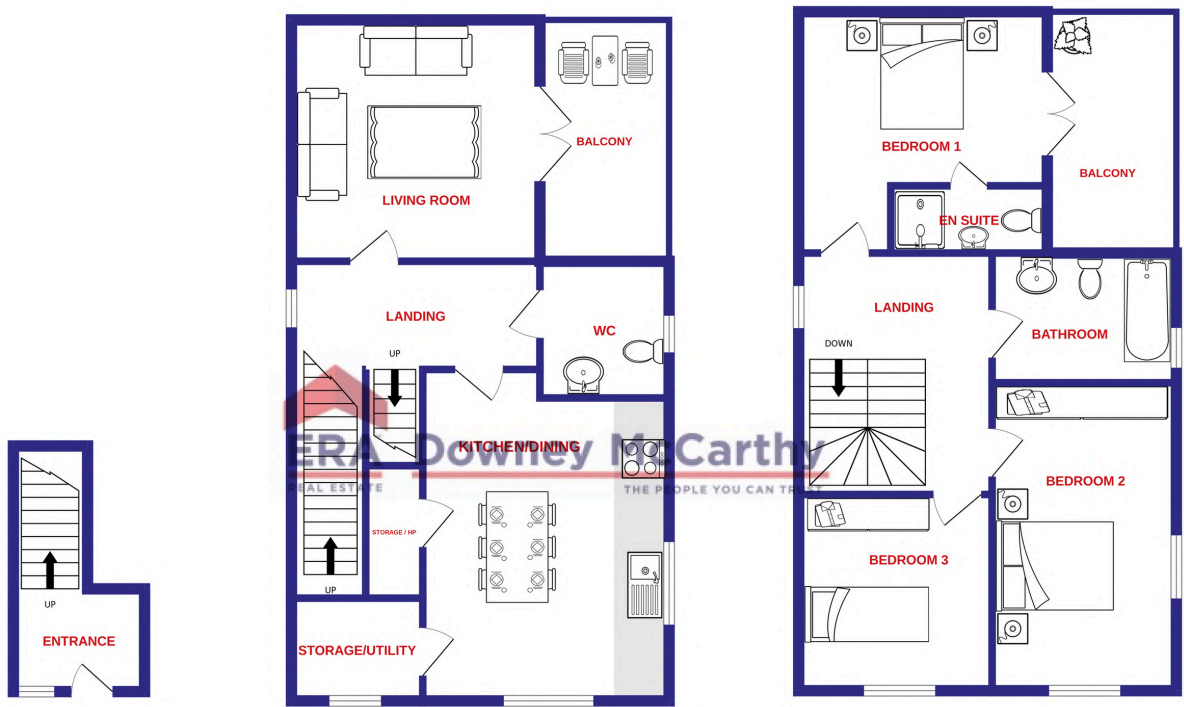 UP
ENTRANCE
LIVING ROOM
BALCONY
LANDING
WC
UP
KITCHEN/DINING
STORAGE / HP
UP
STORAGE/UTILITY
BEDROOM 1
BALCONY
EN SUITE
LANDING
BATHROOM
DOWN
BEDROOM 2
BEDROOM 3
ERA Downey McCarthy
REAL ESTATE THE PEOPLE YOU CAN TRUST